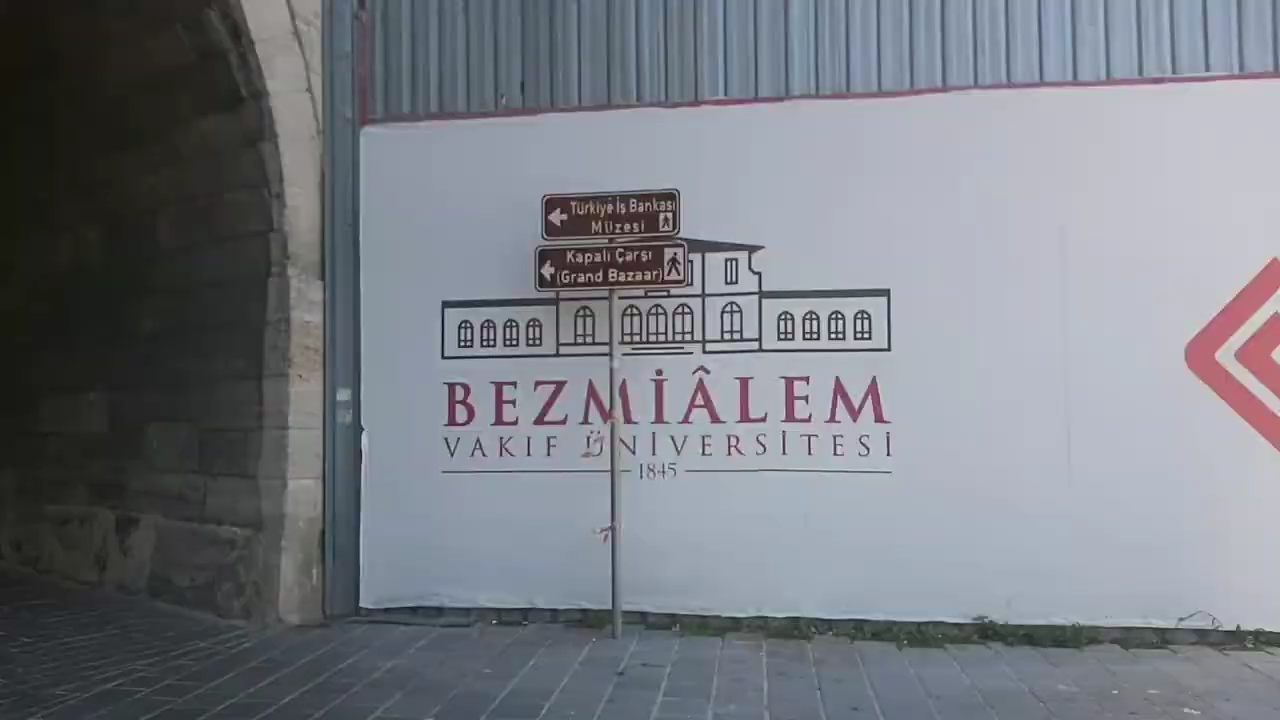 Türkiye İş Bankası
Müzesi
Kapalı Çarşı
(Grand Bazaar)
BEZMİÂLEM
VAKIF ÜNİVERSİTESİ
1845